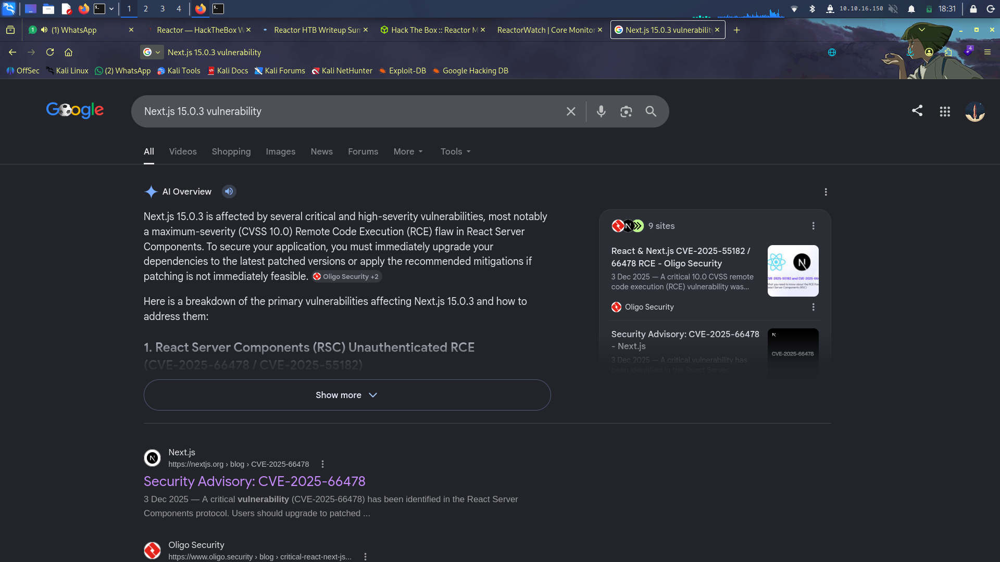 1 2 3 4 10.10.16.150 18:31
1 (1) WhatsApp
Reactor — HackTheBox W
Reactor HTB Writeup Sum
Hack The Box :: Reactor M
ReactorWatch | Core Monitor
Next.js 15.0.3 vulnerability
Next.js 15.0.3 vulnerability 4
OffSec Kali Linux (2) WhatsApp Kali Tools Kali Docs Kali Forums Kali NetHunter Exploit-DB Google Hacking DB
Google
Next.js 15.0.3 vulnerability
All Videos Shopping Images News Forums More Tools
AI Overview
Next.js 15.0.3 is affected by several critical and high-severity vulnerabilities, most notably
a maximum-severity (CVSS 10.0) Remote Code Execution (RCE) flaw in React Server
Components. To secure your application, you must immediately upgrade your
dependencies to the latest patched versions or apply the recommended mitigations if
patching is not immediately feasible. Oligo Security +2
Here is a breakdown of the primary vulnerabilities affecting Next.js 15.0.3 and how to
address them:
1. React Server Components (RSC) Unauthenticated RCE
(CVE-2025-66478 / CVE-2025-55182)
Show more
9 sites
React & Next.js CVE-2025-55182 /
66478 RCE - Oligo Security
3 Dec 2025 — A critical 10.0 CVSS remote
code execution (RCE) vulnerability was...
Oligo Security
Security Advisory: CVE-2025-66478
- Next.js
3 Dec 2025 — A critical vulnerability has
been identified in the React Server
CVE-2025-66478
Next.js
https://nextjs.org › blog › CVE-2025-66478
Security Advisory: CVE-2025-66478
3 Dec 2025 — A critical vulnerability (CVE-2025-66478) has been identified in the React Server
Components protocol. Users should upgrade to patched ...
Oligo Security
https://www.oligo.security › blog › critical-react-next-js...